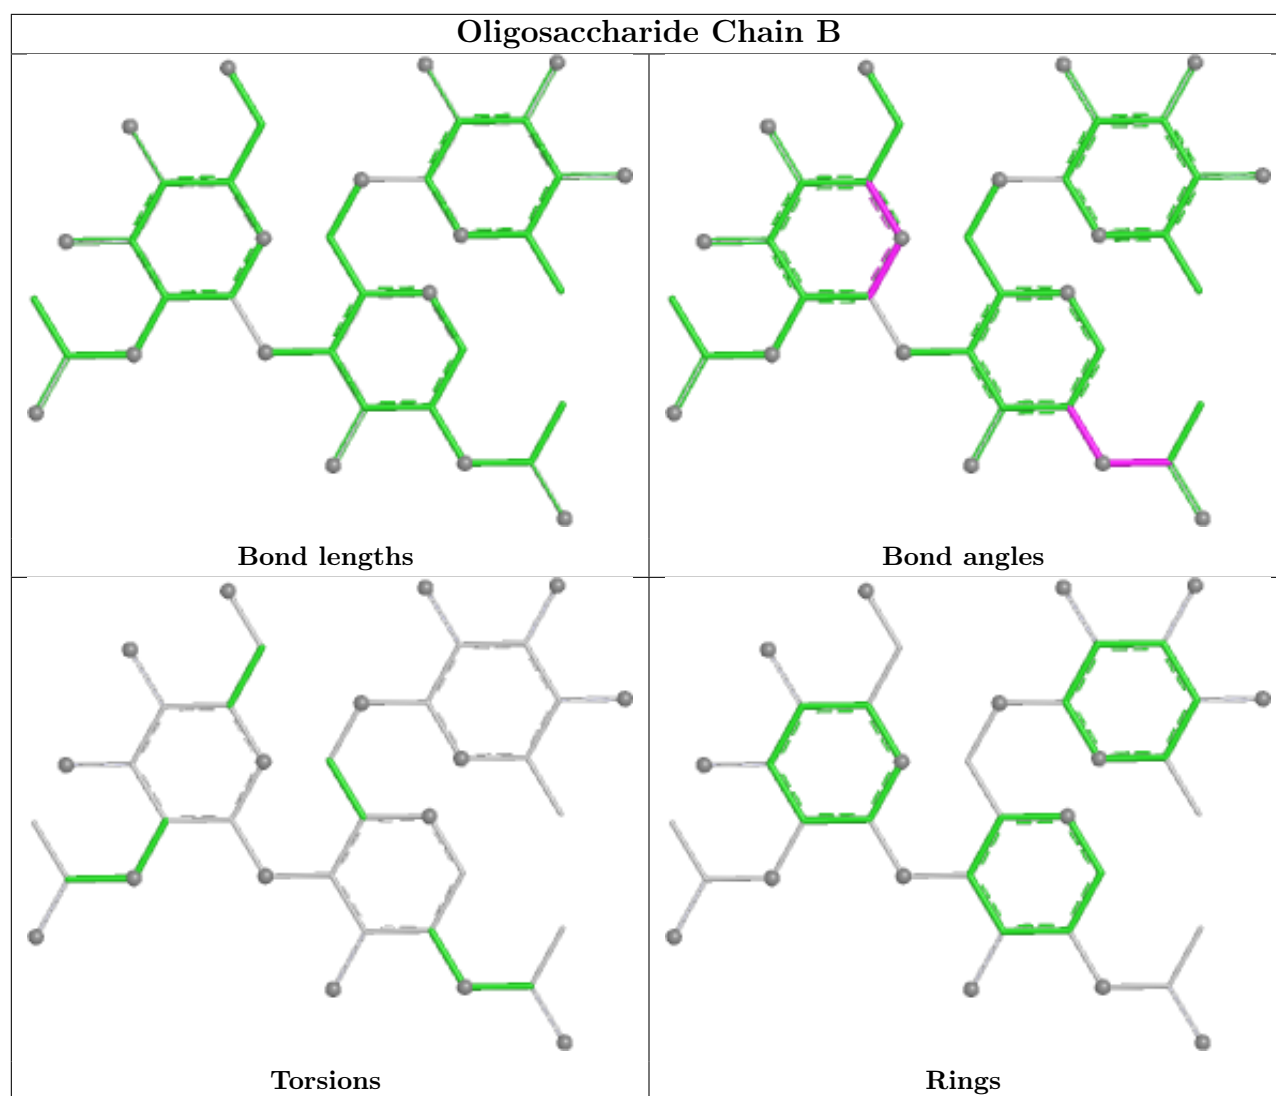 Oligosaccharide Chain B
Bond lengths
Bond angles
Torsions
Rings